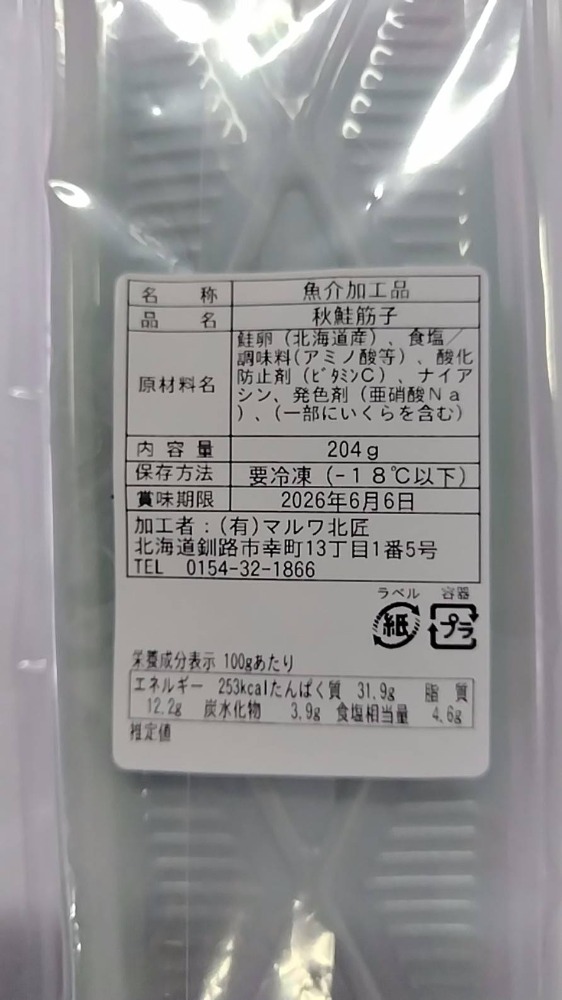 名称 魚介加工品
品名 秋鮭筋子
原材料名 鮭卵（北海道産）、食塩／
調味料（アミノ酸等）、酸化
防止剤（ﾋﾞﾀﾐﾝC）、ナイア
シン、発色剤（亜硝酸Ｎａ
）、（一部にいくらを含む）
内容量 204g
保存方法 要冷凍（-１８℃以下）
賞味期限 2026年6月6日
加工者：（有）マルワ北匠
北海道釧路市幸町13丁目1番5号
TEL 0154-32-1866
ラベル 容器
紙 プラ
栄養成分表示 100gあたり
エネルギー 253kcalたんぱく質 31.9g 脂質
12.2g 炭水化物 3.9g 食塩相当量 4.6g
推定値